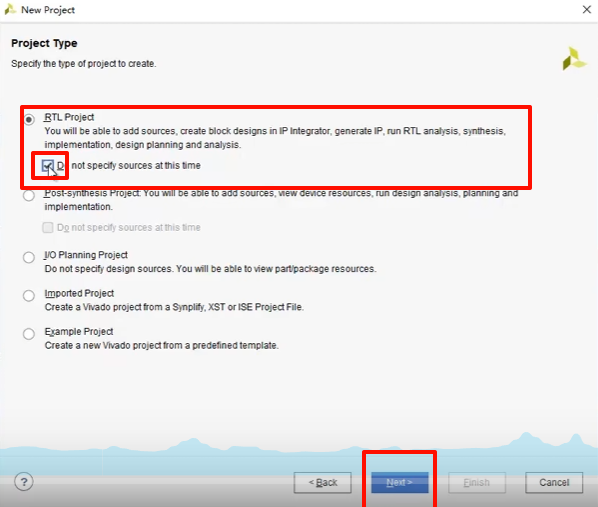 New Project
Project Type
Specify the type of project to create.
RTL Project
You will be able to add sources, create block designs in IP Integrator, generate IP, run RTL analysis, synthesis,
implementation, design planning and analysis.
Do not specify sources at this time
Post-synthesis Project: You will be able to add sources, view device resources, run design analysis, planning and
implementation.
Do not specify sources at this time
I/O Planning Project
Do not specify design sources. You will be able to view part/package resources.
Imported Project
Create a Vivado project from a Synplify, XST or ISE Project File.
Example Project
Create a new Vivado project from a predefined template.
?
< Back
Next >
Finish
Cancel